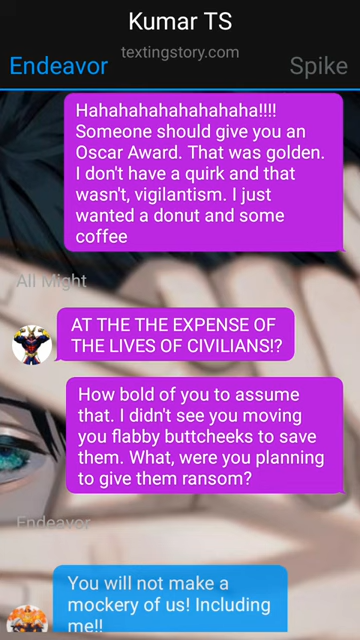 Kumar TS
textingstory.com
Endeavor
Spike
Hahahahahahahahaha!!!!
Someone should give you an
Oscar Award. That was golden.
I don't have a quirk and that
wasn't, vigilantism. I just
wanted a donut and some
coffee
All Might
AT THE THE EXPENSE OF
THE LIVES OF CIVILIANS!?
How bold of you to assume
that. I didn't see you moving
you flabby buttcheeks to save
them. What, were you planning
to give them ransom?
Endeavor
You will not make a
mockery of us! Including
me!!